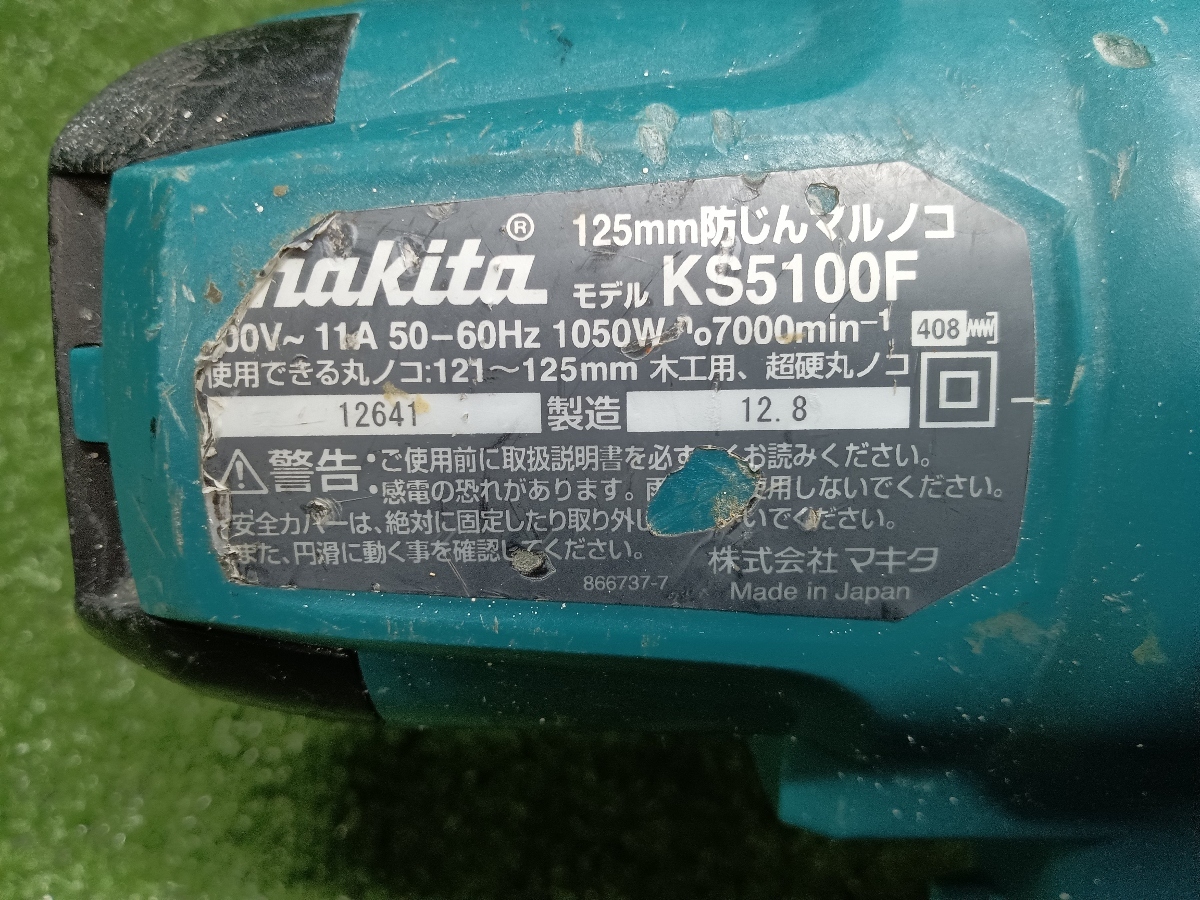 makita®
125mm防じんマルノコ
モデル KS5100F
00V～ 11A 50–60Hz 1050W n₀7000min⁻¹ 408
使用できる丸ノコ:121～125mm 木工用、超硬丸ノコ
12641 製造 12.8
警告
・ご使用前に取扱説明書を必ず くお読みください。
・感電の恐れがあります。雨 使用しないでください。
安全カバーは、絶対に固定したり取り外し いでください。
また、円滑に動く事を確認してください。
866737-7
株式会社 マキタ
Made in Japan